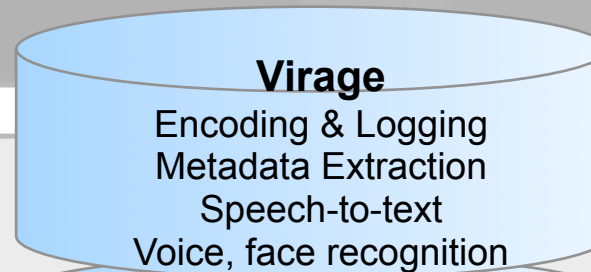 Virage
Encoding & Logging
Metadata Extraction
Speech-to-text
Voice, face recognition